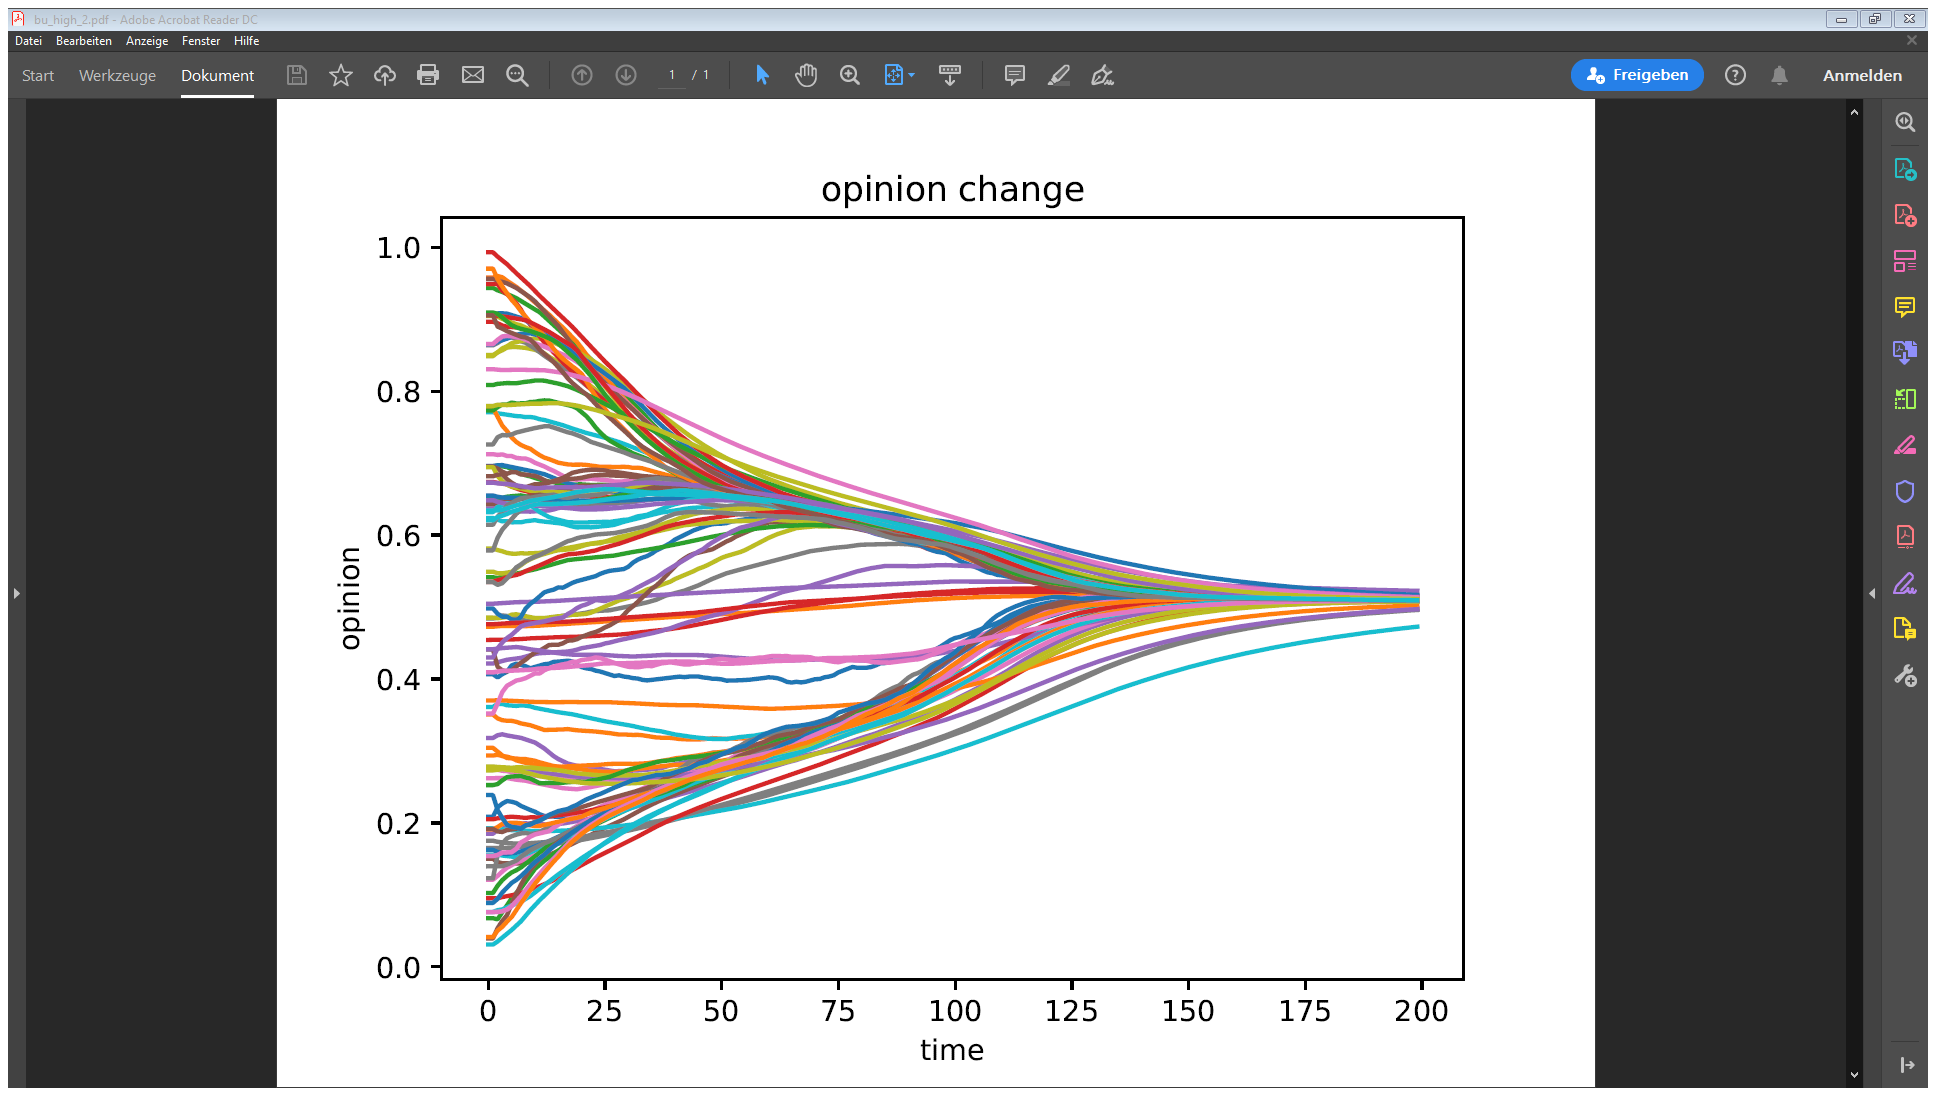 bu_high_2.pdf - Adobe Acrobat Reader DC
Datei Bearbeiten Anzeige Fenster Hilfe
Start Werkzeuge Dokument 1 / 1 Freigeben Anmelden
opinion change
1.0
0.8
0.6
0.4
0.2
0.0
opinion
0 25 50 75 100 125 150 175 200
time